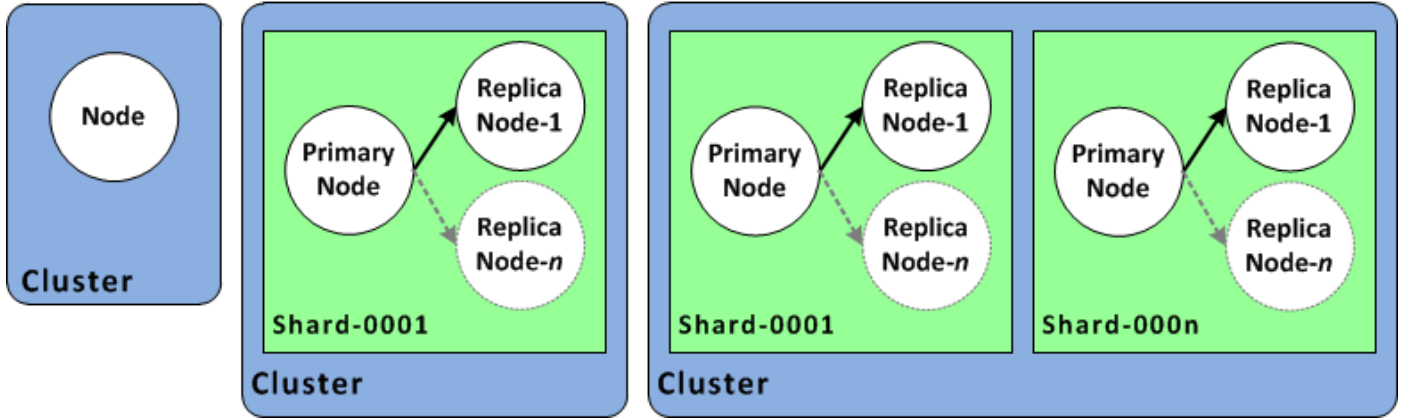 Node
Cluster
Primary
Node
Replica
Node-1
Replica
Node-n
Shard-0001
Cluster
Primary
Node
Replica
Node-1
Replica
Node-n
Shard-0001
Primary
Node
Replica
Node-1
Replica
Node-n
Shard-000n
Cluster